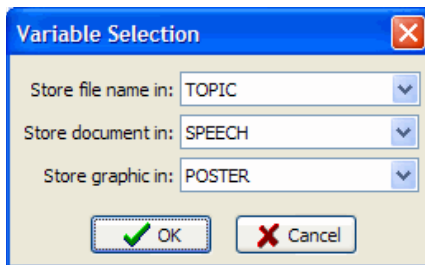 Variable Selection
Store file name in: TOPIC
Store document in: SPEECH
Store graphic in: POSTER
OK Cancel